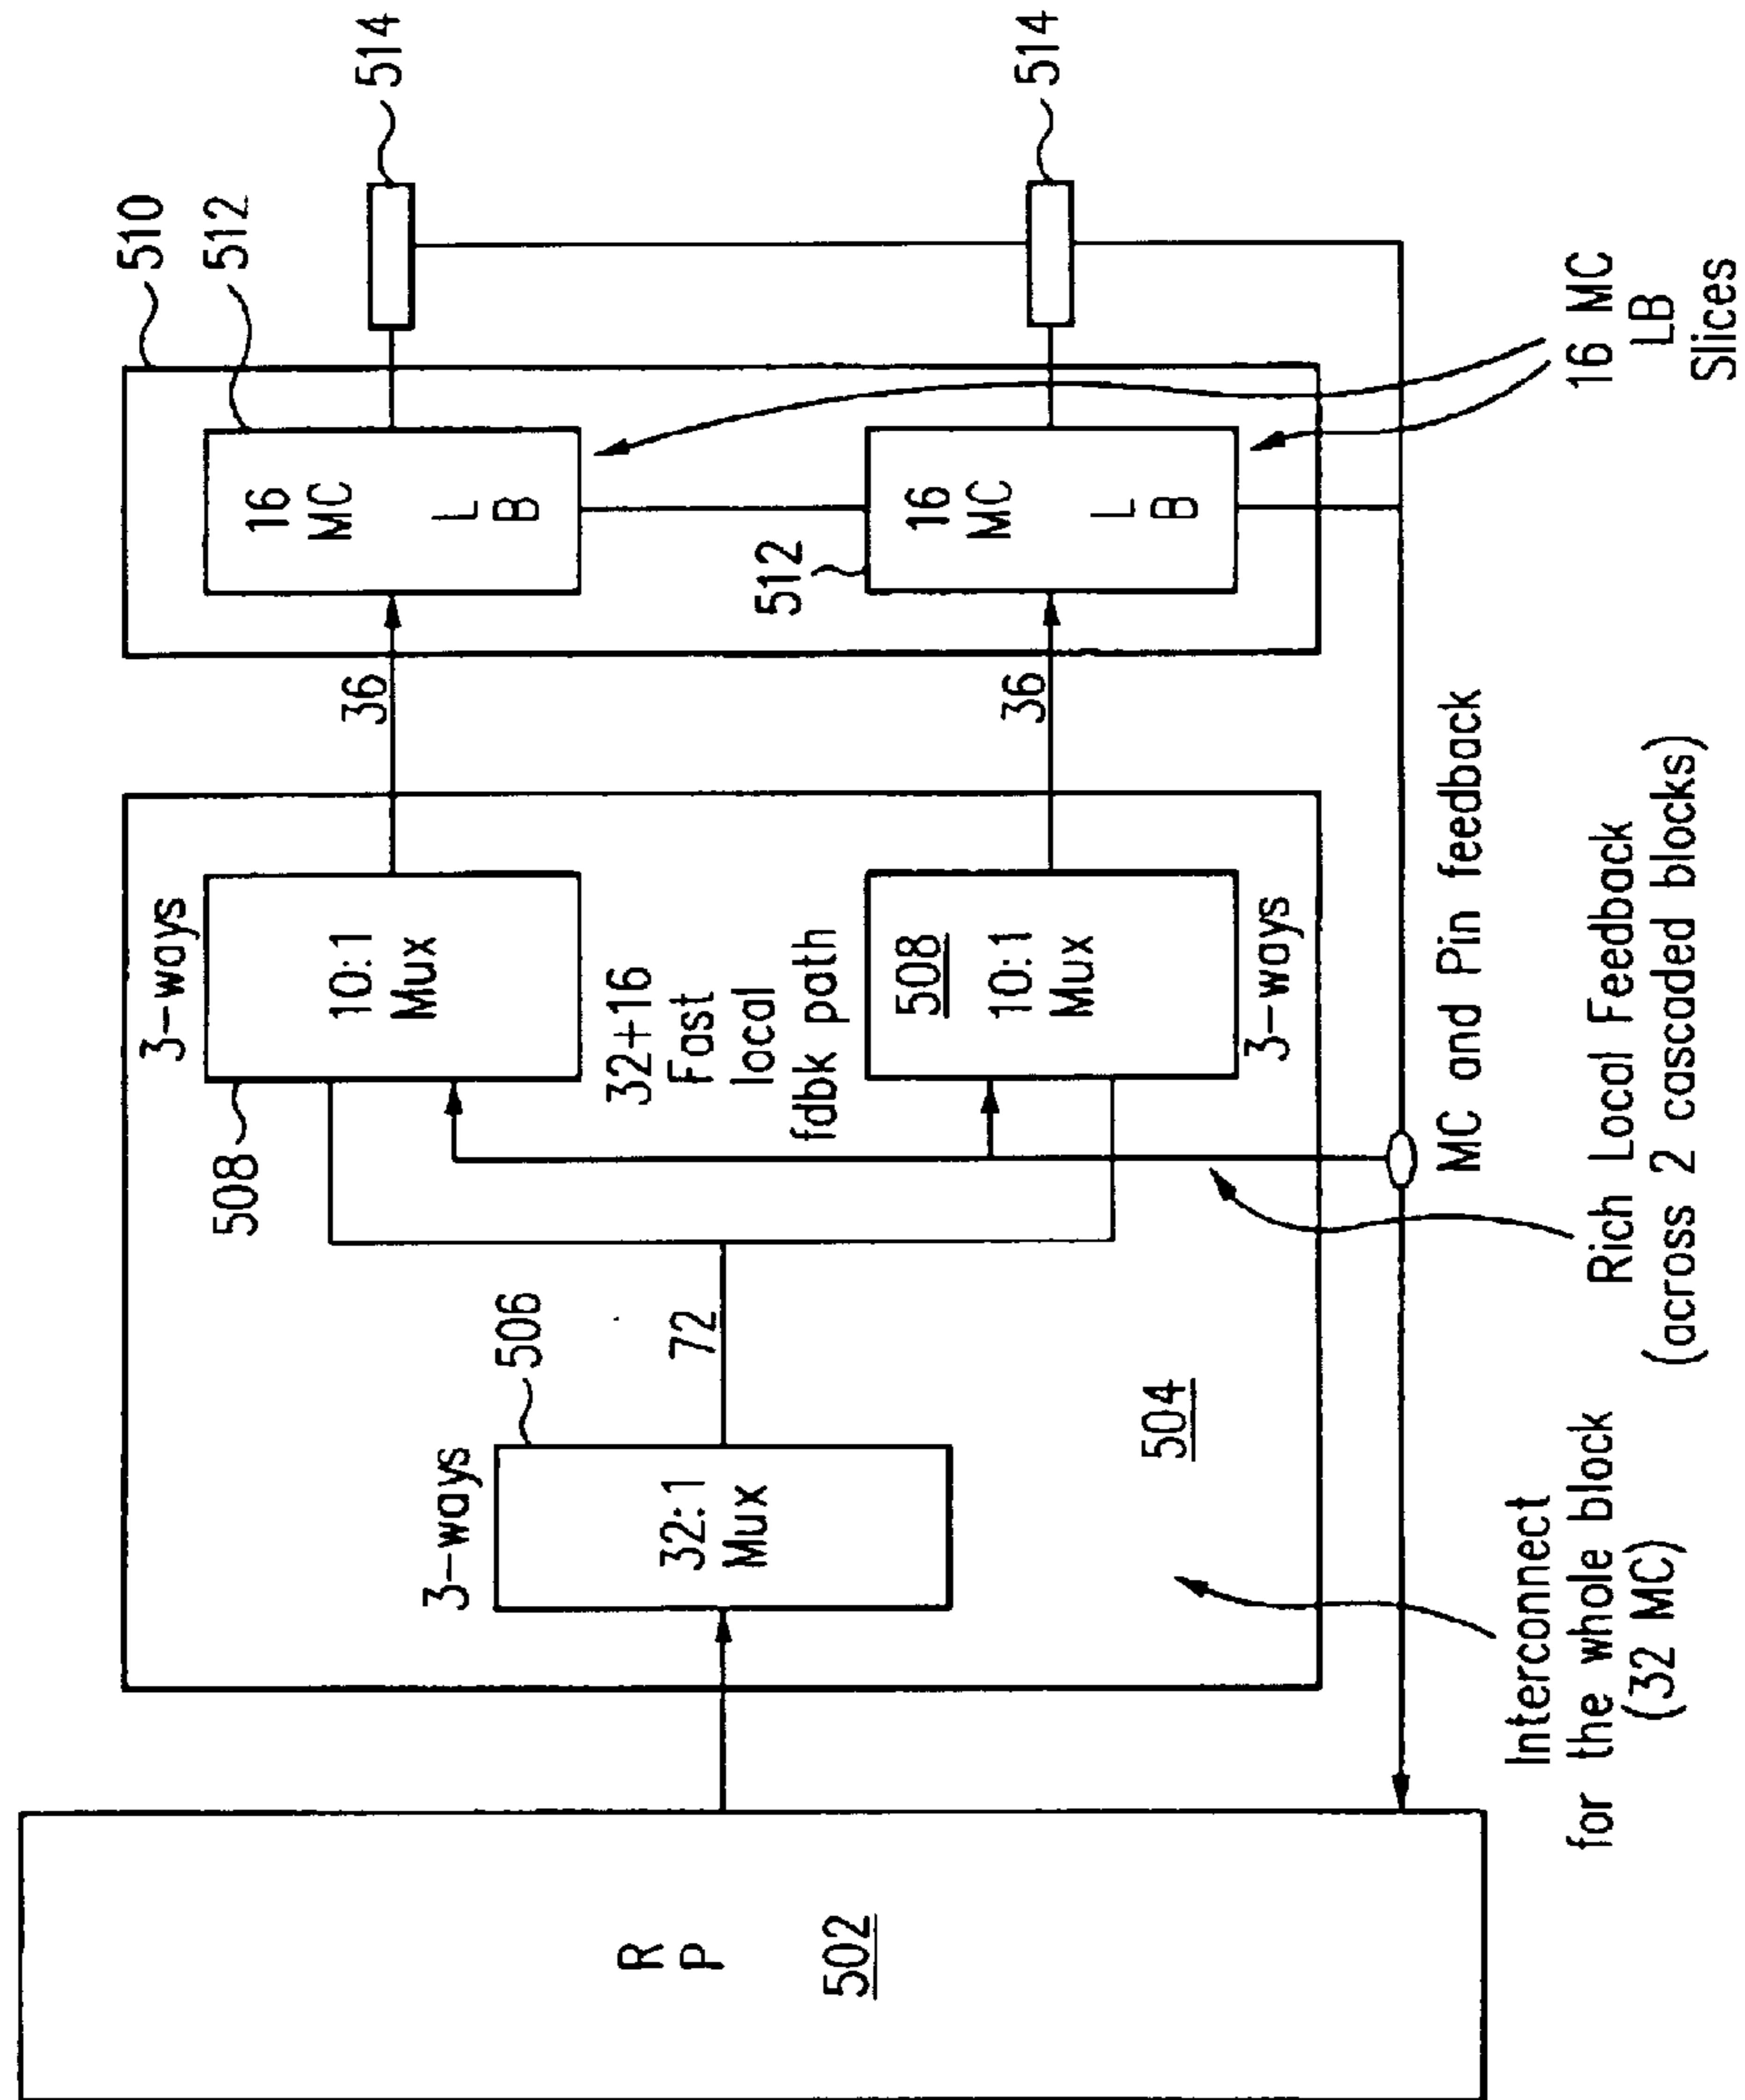 R
P
502
3-ways
32:1
Mux
506
72
504
3-ways
10:1
Mux
508
32+16
Fast
local
fdbk path
508
10:1
Mux
3-ways
36
36
510
512
16
MC
L
B
512
16
MC
L
B
514
514
16 MC
LB
Slices
MC and Pin feedback
Rich Local Feedback
(across 2 cascaded blocks)
Interconnect
for the whole block
(32 MC)